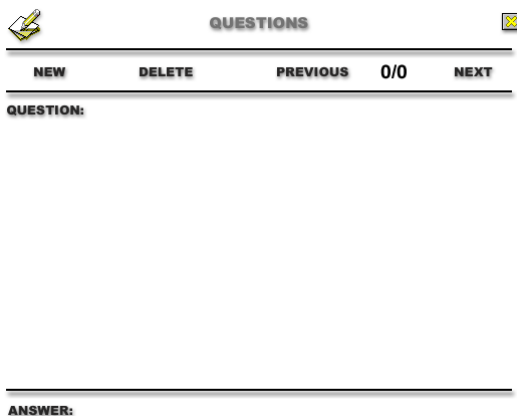 QUESTIONS
NEW DELETE PREVIOUS 0/0 NEXT
QUESTION:
ANSWER: